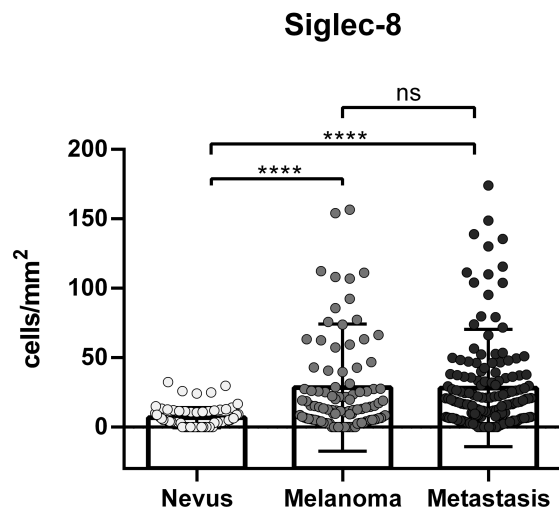 Siglec-8
ns
****
****
200
150
100
50
0
cells/mm²
Nevus Melanoma Metastasis